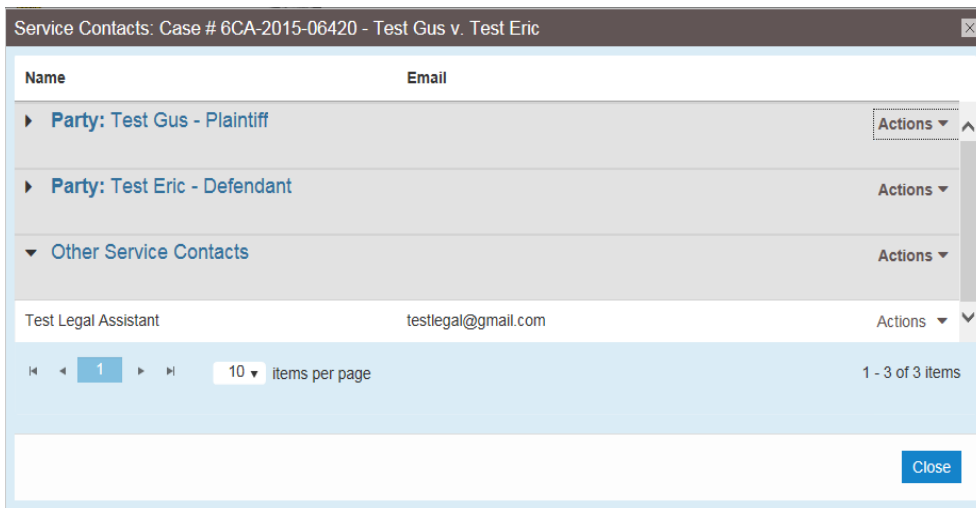 Service Contacts: Case # 6CA-2015-06420 - Test Gus v. Test Eric
Name Email
Party: Test Gus - Plaintiff Actions
Party: Test Eric - Defendant Actions
Other Service Contacts Actions
Test Legal Assistant testlegal@gmail.com Actions
1 10 items per page 1 - 3 of 3 items
Close